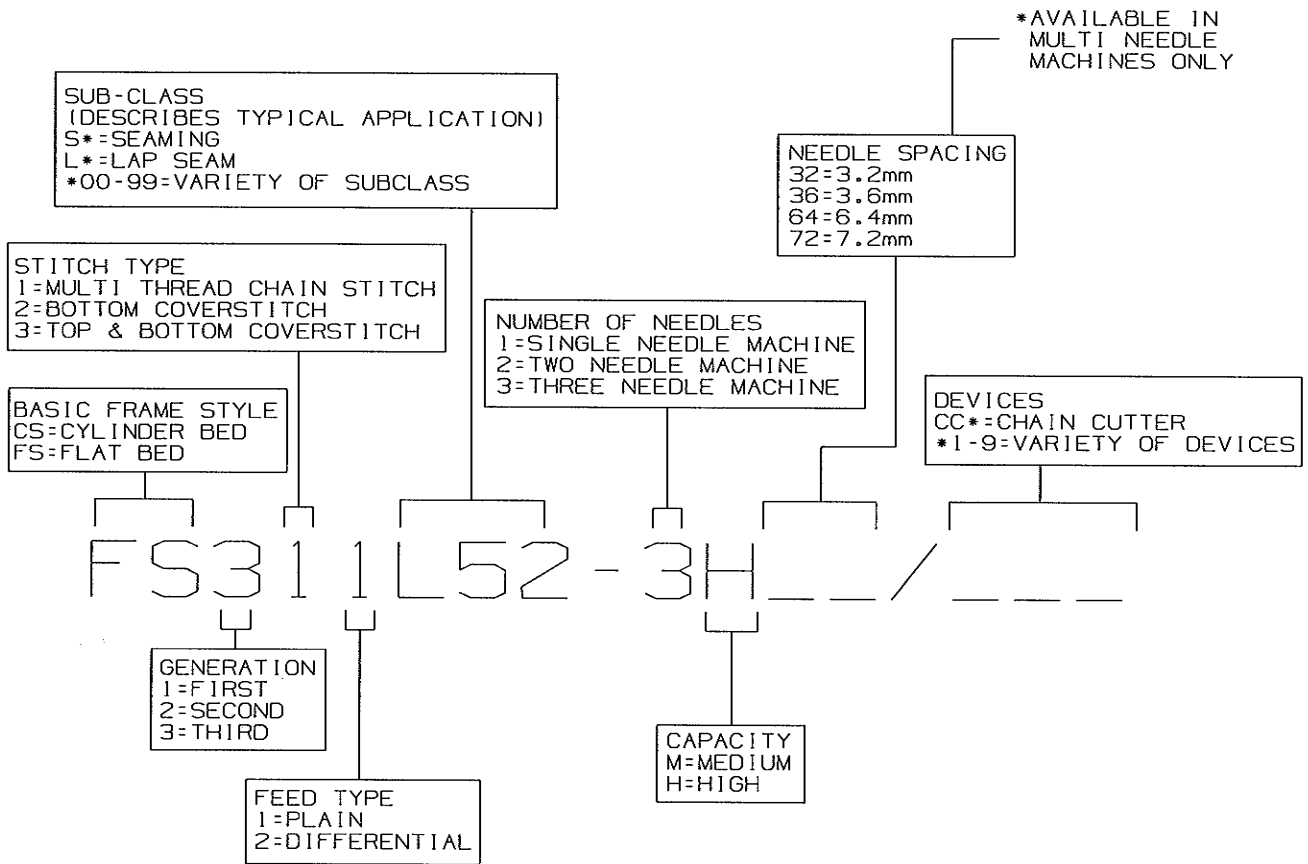 *AVAILABLE IN
MULTI NEEDLE
MACHINES ONLY
SUB-CLASS
(DESCRIBES TYPICAL APPLICATION)
S*=SEAMING
L*=LAP SEAM
*00-99=VARIETY OF SUBCLASS
NEEDLE SPACING
32=3.2mm
36=3.6mm
64=6.4mm
72=7.2mm
STITCH TYPE
1=MULTI THREAD CHAIN STITCH
2=BOTTOM COVERSTITCH
3=TOP & BOTTOM COVERSTITCH
NUMBER OF NEEDLES
1=SINGLE NEEDLE MACHINE
2=TWO NEEDLE MACHINE
3=THREE NEEDLE MACHINE
BASIC FRAME STYLE
CS=CYLINDER BED
FS=FLAT BED
DEVICES
CC*=CHAIN CUTTER
*1-9=VARIETY OF DEVICES
FS311L52-3H__/___
GENERATION
1=FIRST
2=SECOND
3=THIRD
CAPACITY
M=MEDIUM
H=HIGH
FEED TYPE
1=PLAIN
2=DIFFERENTIAL